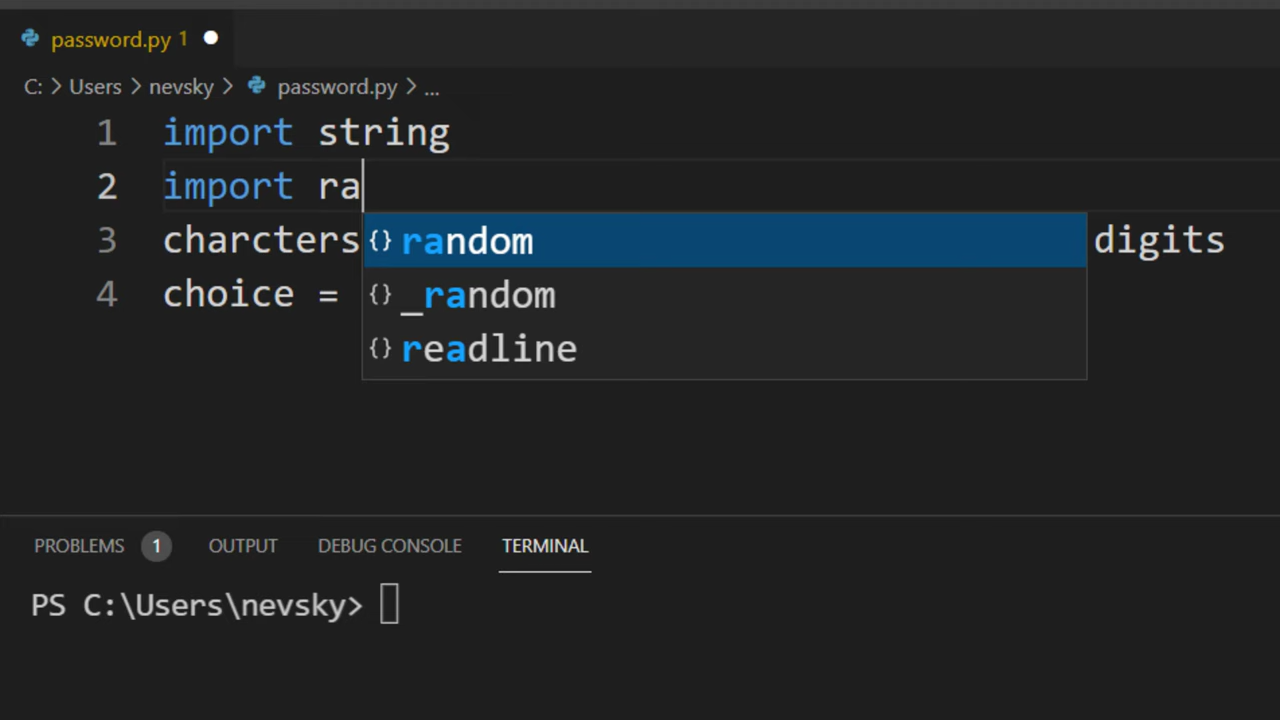 password.py 1
C: > Users > nevsky > password.py > ...
1 import string
2 import ra
random
3 charcters digits
_random
4 choice =
readline
PROBLEMS 1 OUTPUT DEBUG CONSOLE TERMINAL
PS C:\Users\nevsky>